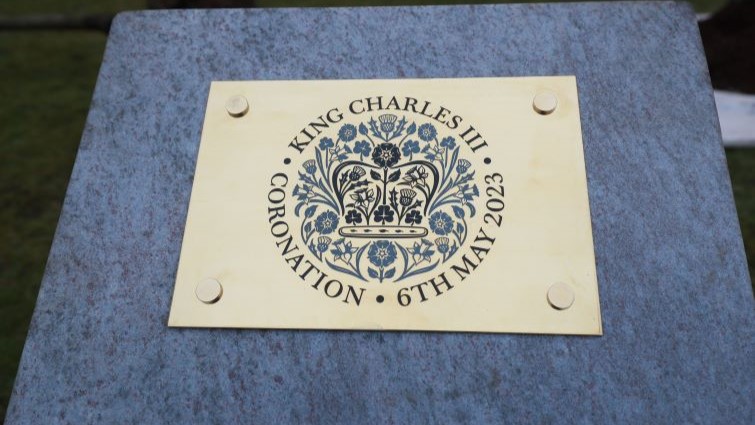 KING CHARLES III
CORONATION • 6TH MAY 2023